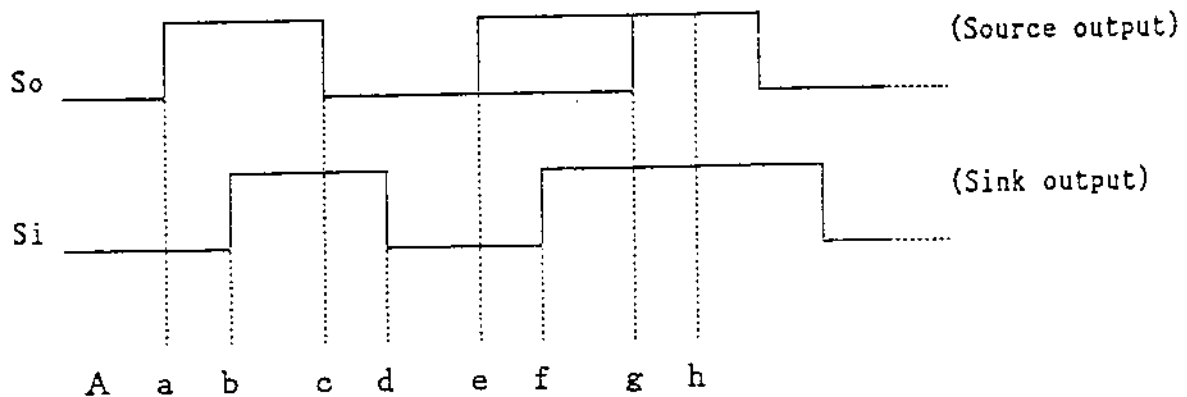 So (Source output)
Si (Sink output)
A a b c d e f g h